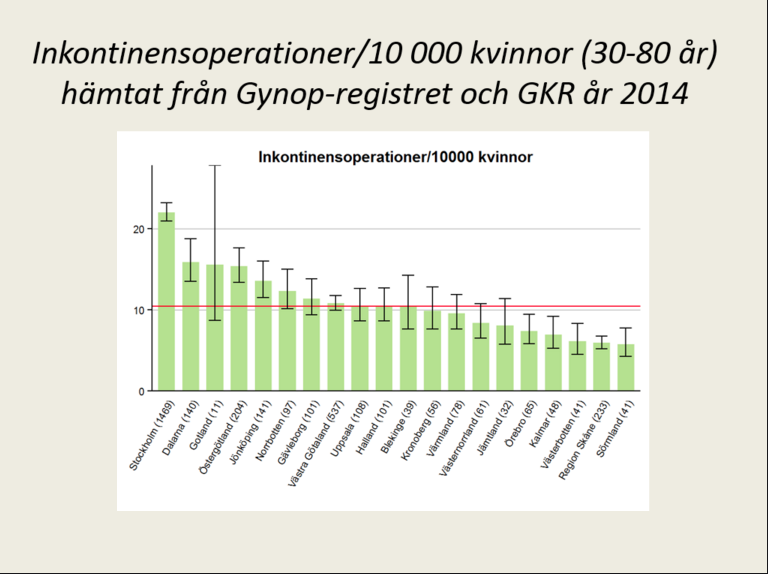 Inkontinensoperationer/10 000 kvinnor (30-80 år)
hämtat från Gynop-registret och GKR år 2014
Inkontinensoperationer/10000 kvinnor
20
10
0
Stockholm (1469)
Dalarna (140)
Gotland (11)
Östergötland (204)
Jönköping (141)
Norrbotten (97)
Gävleborg (101)
Västra Götaland (537)
Uppsala (108)
Halland (101)
Blekinge (39)
Kronoberg (56)
Värmland (78)
Västernorrland (61)
Jämtland (32)
Örebro (65)
Kalmar (48)
Västerbotten (41)
Region Skåne (233)
Sörmland (41)